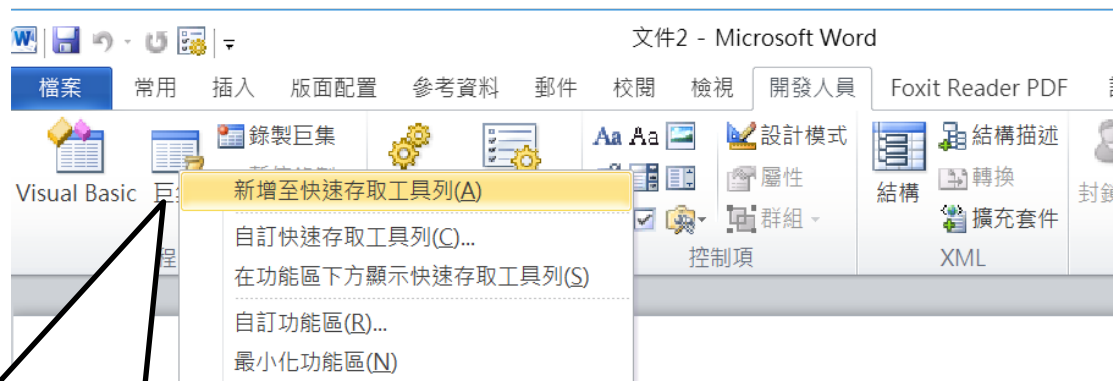 文件2 - Microsoft Word
檔案 常用 插入 版面配置 參考資料 郵件 校閱 檢視 開發人員 Foxit Reader PDF
錄製巨集 Aa Aa 設計模式 結構描述
Visual Basic 屬性 結構 轉換
新增至快速存取工具列(A)
群組 擴充套件
自訂快速存取工具列(C)...
控制項 XML
在功能區下方顯示快速存取工具列(S)
自訂功能區(R)...
最小化功能區(N)